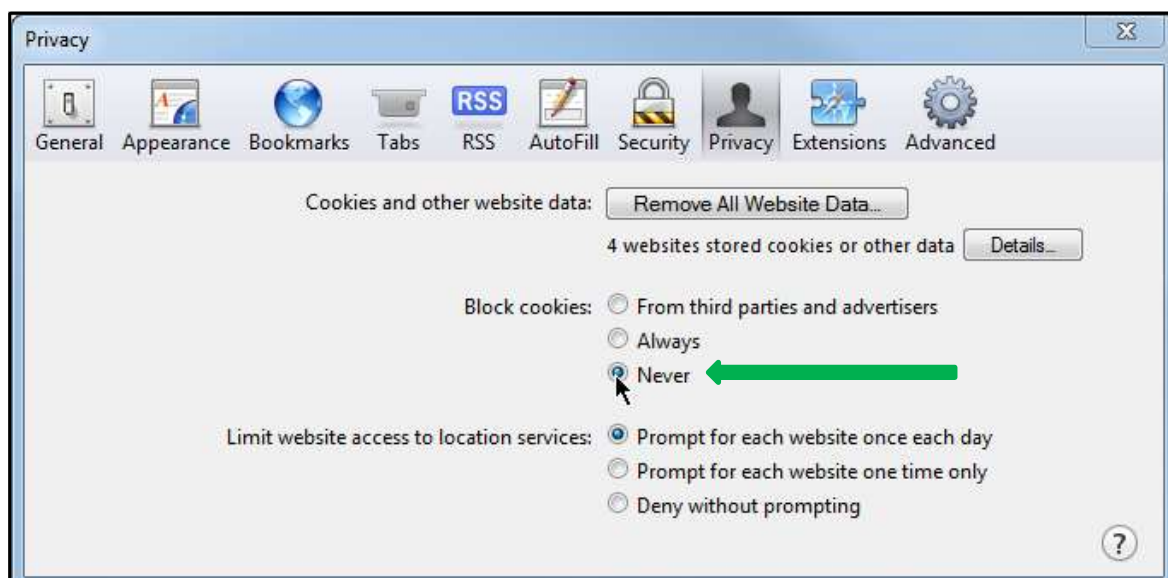 Privacy
RSS
General Appearance Bookmarks Tabs RSS AutoFill Security Privacy Extensions Advanced
Cookies and other website data: Remove All Website Data...
4 websites stored cookies or other data Details...
Block cookies: From third parties and advertisers
Always
Never
Limit website access to location services: Prompt for each website once each day
Prompt for each website one time only
Deny without prompting
?